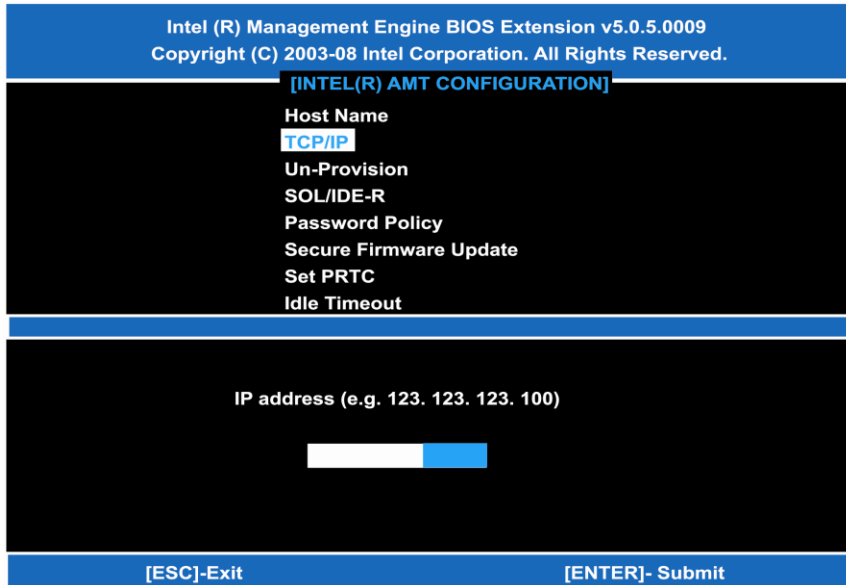 Intel (R) Management Engine BIOS Extension v5.0.5.0009
Copyright (C) 2003-08 Intel Corporation. All Rights Reserved.
[INTEL(R) AMT CONFIGURATION]
Host Name
TCP/IP
Un-Provision
SOL/IDE-R
Password Policy
Secure Firmware Update
Set PRTC
Idle Timeout
IP address (e.g. 123. 123. 123. 100)
[ESC]-Exit
[ENTER]- Submit